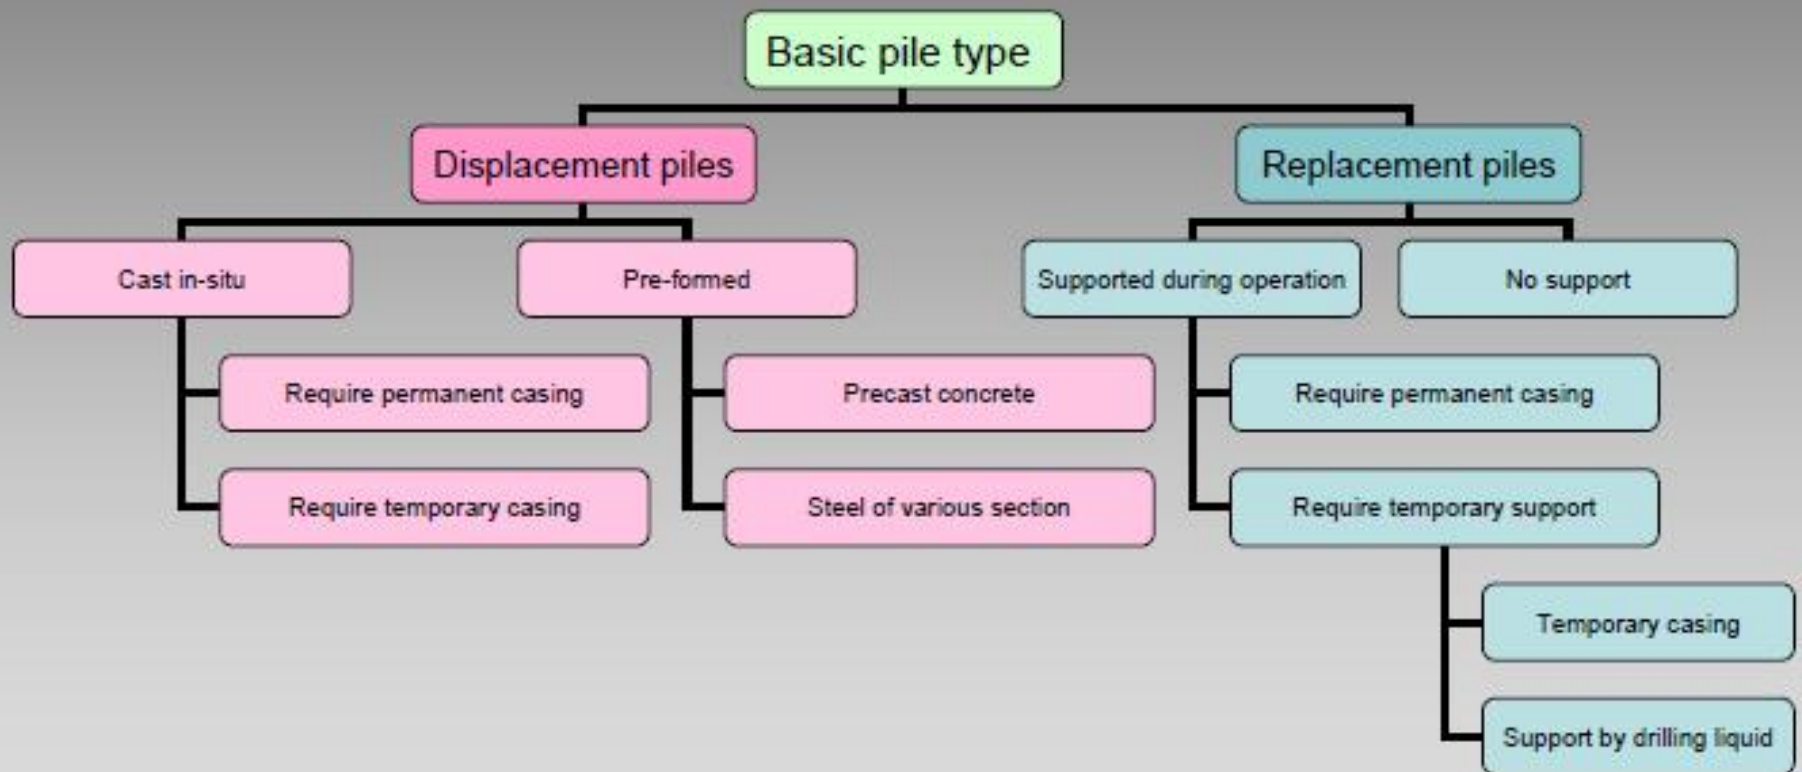 Basic pile type
Displacement piles
Replacement piles
Cast in-situ
Pre-formed
Supported during operation
No support
Require permanent casing
Precast concrete
Require permanent casing
Require temporary casing
Steel of various section
Require temporary support
Temporary casing
Support by drilling liquid